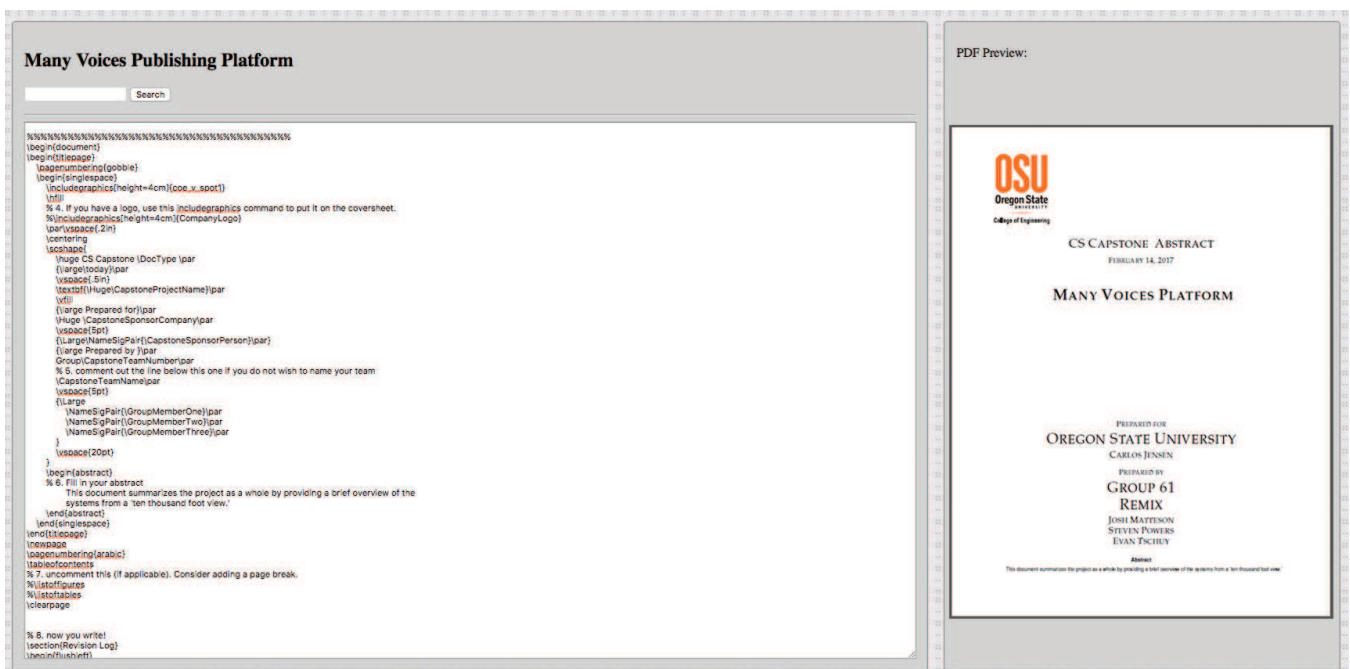 Many Voices Publishing Platform
Search
%%%%%%%%%%%%%%%%%%%%%%%%%%%%%%%%%%%%%%%
\begin{document}
\begin{titlepage}
\pagenumbering{gobble}
\begin{singlespace}
\includegraphics[height=4cm]{coe_v_spot1}
\hfill
% 4. If you have a logo, use this includegraphics command to put it on the coversheet.
%\includegraphics[height=4cm]{CompanyLogo}
\par\vspace{.2in}
\centering
\scshape{
\huge CS Capstone \DocType \par
{\large\today}\par
\vspace{.5in}
\textbf{\Huge\CapstoneProjectName}\par
\vfill
{\large Prepared for}\par
\Huge \CapstoneSponsorCompany\par
\vspace{5pt}
{\Large\NameSigPair{\CapstoneSponsorPerson}\par}
{\large Prepared by }\par
Group\CapstoneTeamNumber\par
% 5. comment out the line below this one if you do not wish to name your team
\CapstoneTeamName\par
\vspace{5pt}
{\Large
\NameSigPair{\GroupMemberOne}\par
\NameSigPair{\GroupMemberTwo}\par
\NameSigPair{\GroupMemberThree}\par
}
\vspace{20pt}
}
\begin{abstract}
% 6. Fill in your abstract
This document summarizes the project as a whole by providing a brief overview of the
systems from a 'ten thousand foot view.'
\end{abstract}
\end{singlespace}
\end{titlepage}
\newpage
\pagenumbering{arabic}
\tableofcontents
% 7. uncomment this (if applicable). Consider adding a page break.
%\listoffigures
%\listoftables
\clearpage
% 8. now you write!
\section{Revision Log}
\begin{flushleft}
PDF Preview:
OSU
Oregon State
UNIVERSITY
College of Engineering
CS CAPSTONE ABSTRACT
FEBRUARY 14, 2017
MANY VOICES PLATFORM
PREPARED FOR
OREGON STATE UNIVERSITY
CARLOS JENSEN
PREPARED BY
GROUP 61
REMIX
JOSH MATTESON
STEVEN POWERS
EVAN TSCHUY
Abstract
This document summarizes the project as a whole by providing a brief overview of the systems from a 'ten thousand foot view.'